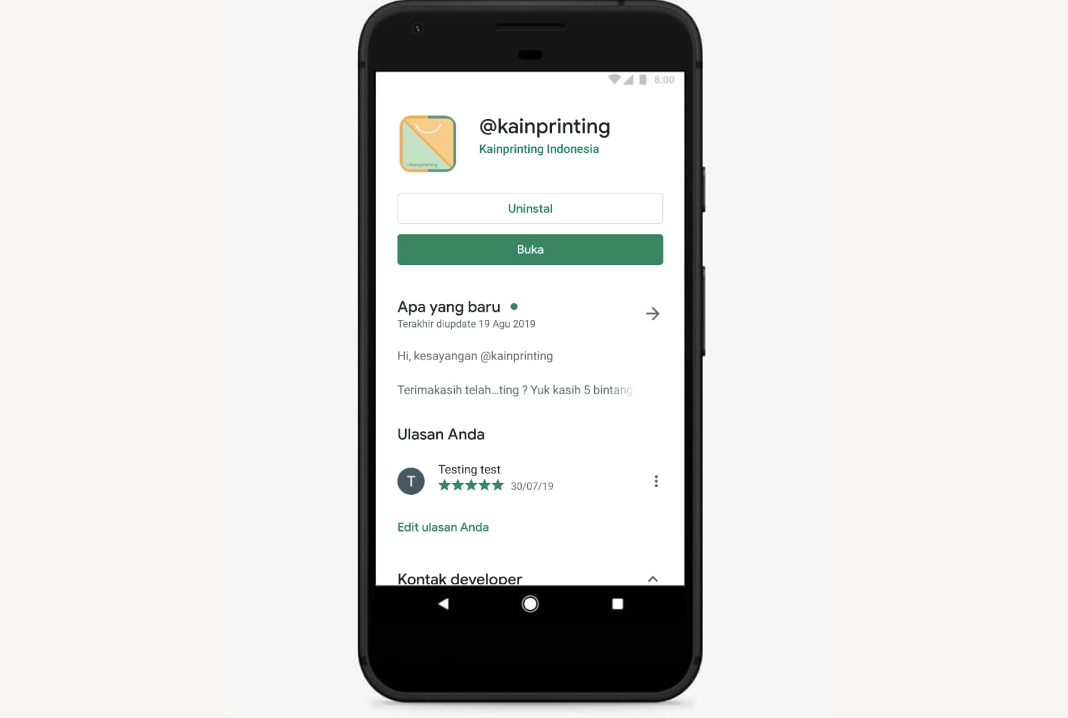 8:00
@kainprinting
Kainprinting Indonesia
Uninstal
Buka
Apa yang baru
Terakhir diupdate 19 Agu 2019
Hi, kesayangan @kainprinting
Terimakasih telah...ting ? Yuk kasih 5 bintang
Ulasan Anda
T
Testing test
30/07/19
Edit ulasan Anda
Kontak developer